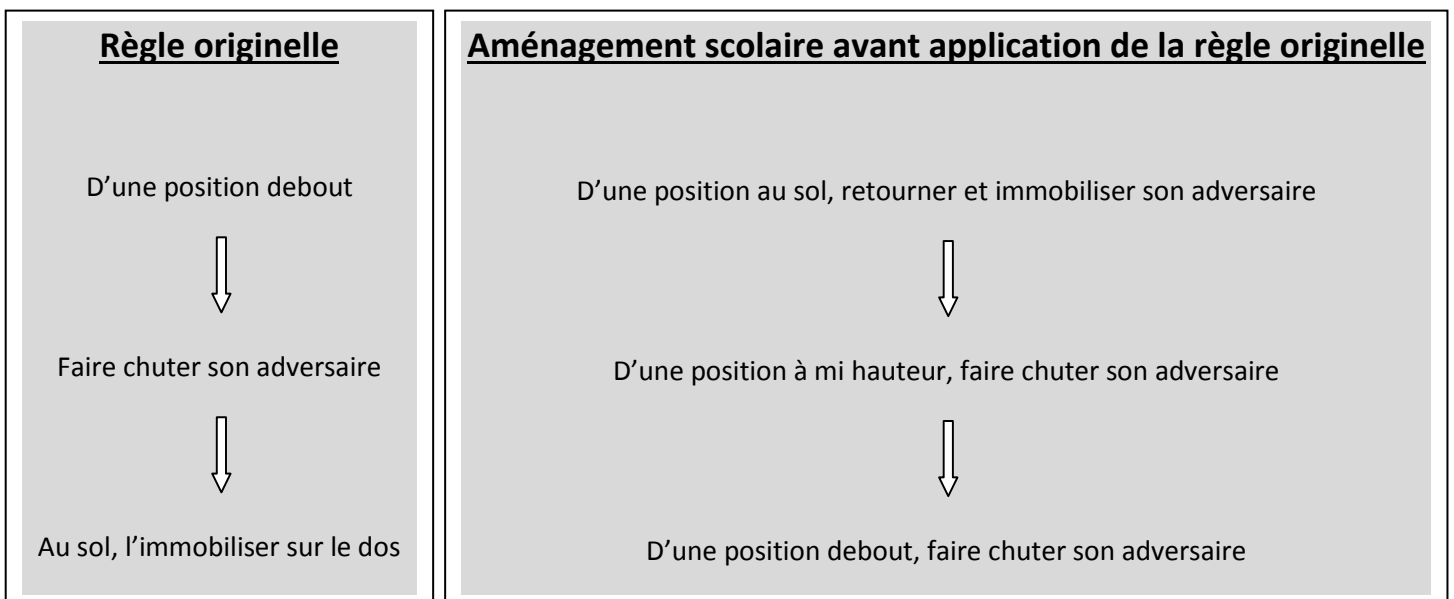 Règle originelle
D’une position debout
Faire chuter son adversaire
Au sol, l’immobiliser sur le dos
Aménagement scolaire avant application de la règle originelle
D’une position au sol, retourner et immobiliser son adversaire
D’une position à mi hauteur, faire chuter son adversaire
D’une position debout, faire chuter son adversaire